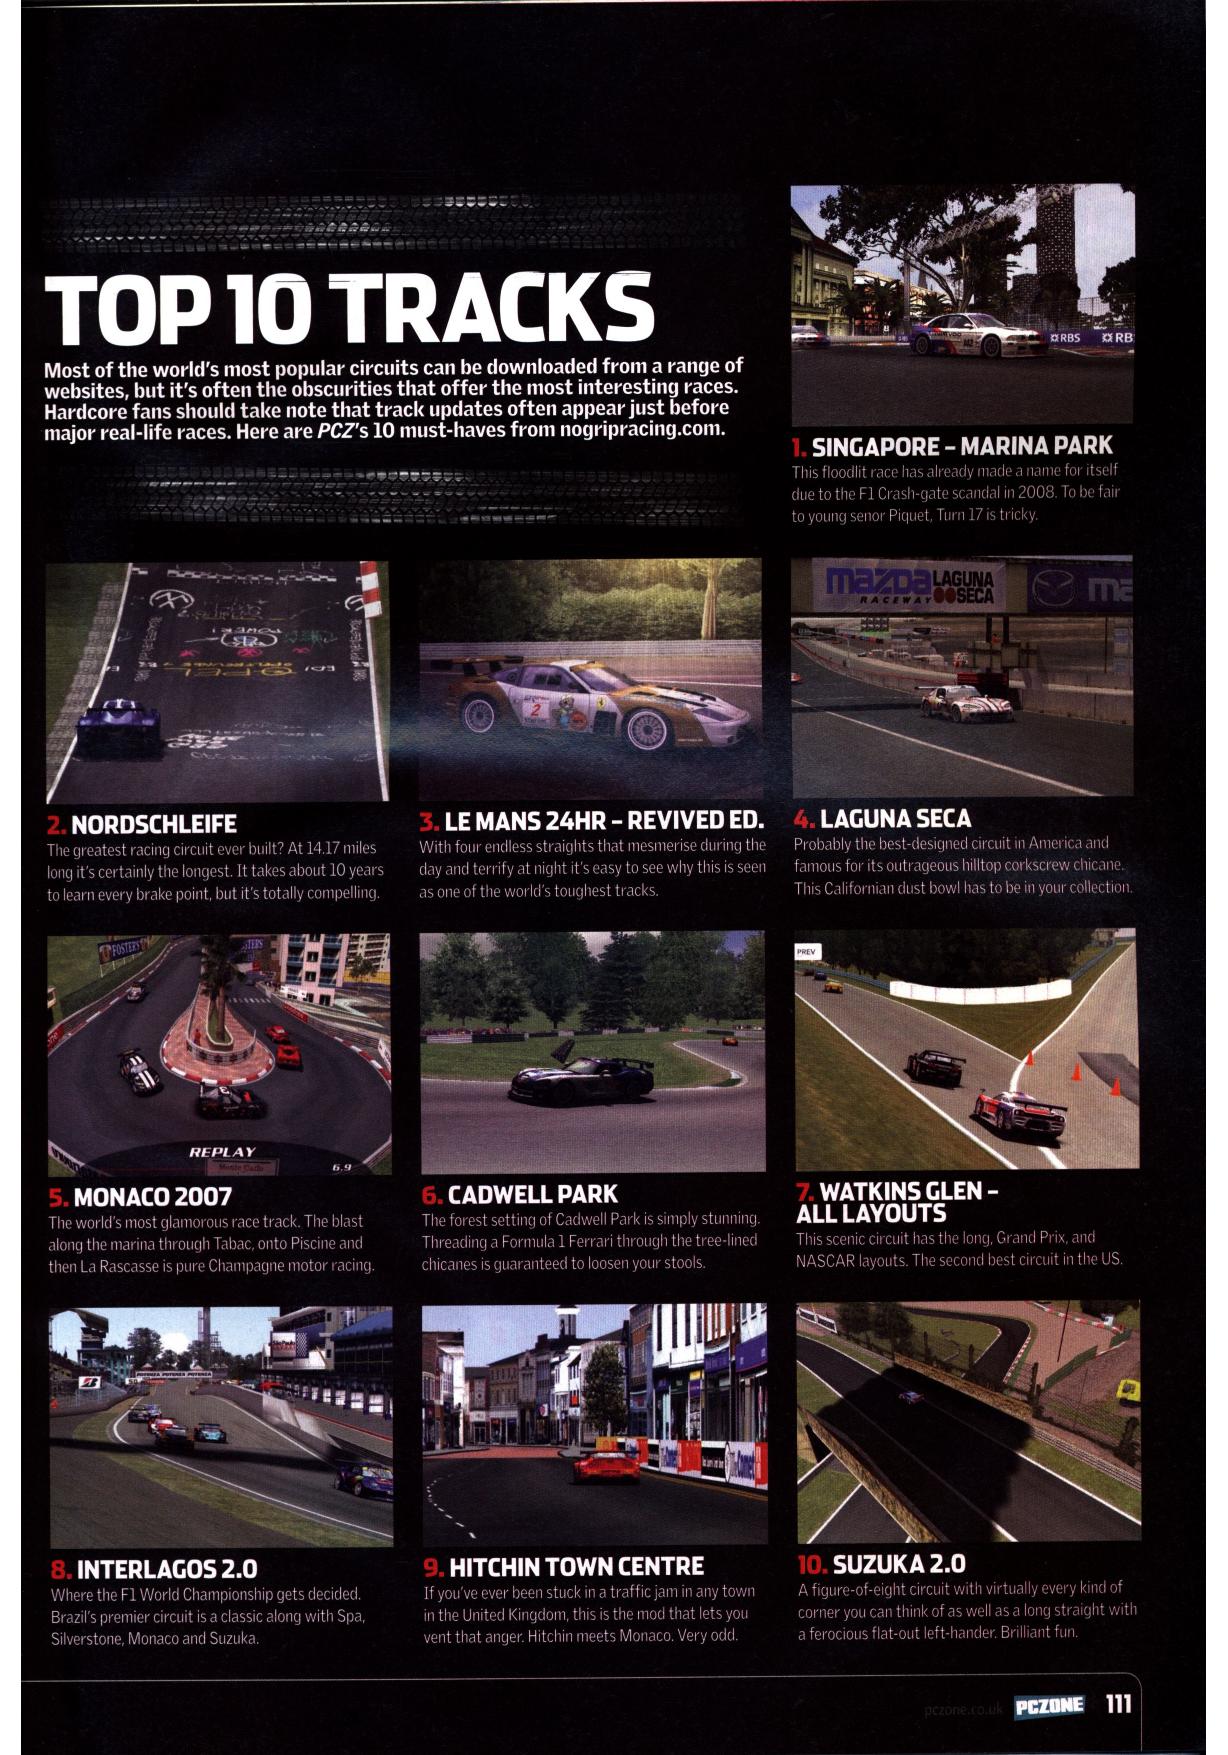 TOP 10 TRACKS
Most of the world's most popular circuits can be downloaded from a range of
websites, but it's often the obscurities that offer the most interesting races.
Hardcore fans should take note that track updates often appear just before
major real-life races. Here are PCZ's 10 must-haves from nogripracing.com.
RBS
RB
1. SINGAPORE – MARINA PARK
This floodlit race has already made a name for itself
due to the F1 Crash-gate scandal in 2008. To be fair
to young senor Piquet, Turn 17 is tricky.
2. NORDSCHLEIFE
The greatest racing circuit ever built? At 14.17 miles
long it's certainly the longest. It takes about 10 years
to learn every brake point, but it's totally compelling.
2
3. LE MANS 24HR – REVIVED ED.
With four endless straights that mesmerise during the
day and terrify at night it's easy to see why this is seen
as one of the world's toughest tracks.
mazda LAGUNA
RACEWAY SECA
ma
4. LAGUNA SECA
Probably the best-designed circuit in America and
famous for its outrageous hilltop corkscrew chicane.
This Californian dust bowl has to be in your collection.
FOSTER'S
REPLAY
Monte Carlo
6.9
5. MONACO 2007
The world's most glamorous race track. The blast
along the marina through Tabac, onto Piscine and
then La Rascasse is pure Champagne motor racing.
6. CADWELL PARK
The forest setting of Cadwell Park is simply stunning.
Threading a Formula 1 Ferrari through the tree-lined
chicanes is guaranteed to loosen your stools.
PREV
7. WATKINS GLEN –
ALL LAYOUTS
This scenic circuit has the long, Grand Prix, and
NASCAR layouts. The second best circuit in the US.
POTENZA POTENZA POTENZA
8. INTERLAGOS 2.0
Where the F1 World Championship gets decided.
Brazil's premier circuit is a classic along with Spa,
Silverstone, Monaco and Suzuka.
9. HITCHIN TOWN CENTRE
If you've ever been stuck in a traffic jam in any town
in the United Kingdom, this is the mod that lets you
vent that anger. Hitchin meets Monaco. Very odd.
10. SUZUKA 2.0
A figure-of-eight circuit with virtually every kind of
corner you can think of as well as a long straight with
a ferocious flat-out left-hander. Brilliant fun.
pczone.co.uk PCZONE 111